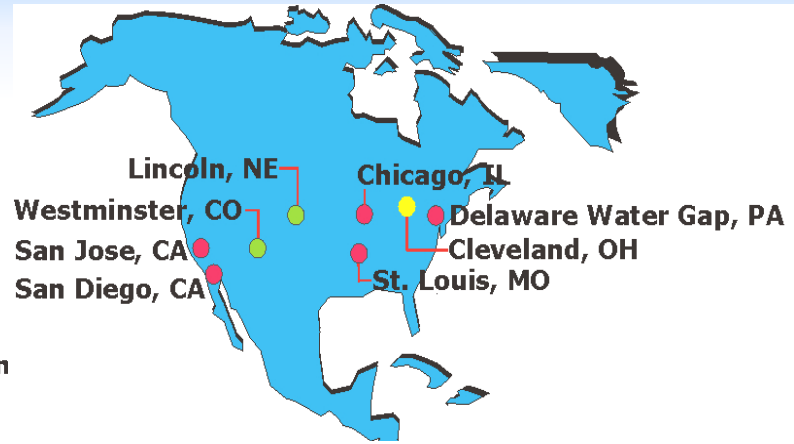 Lincoln, NE
Chicago, IL
Westminster, CO
Delaware Water Gap, PA
San Jose, CA
Cleveland, OH
San Diego, CA
St. Louis, MO
n